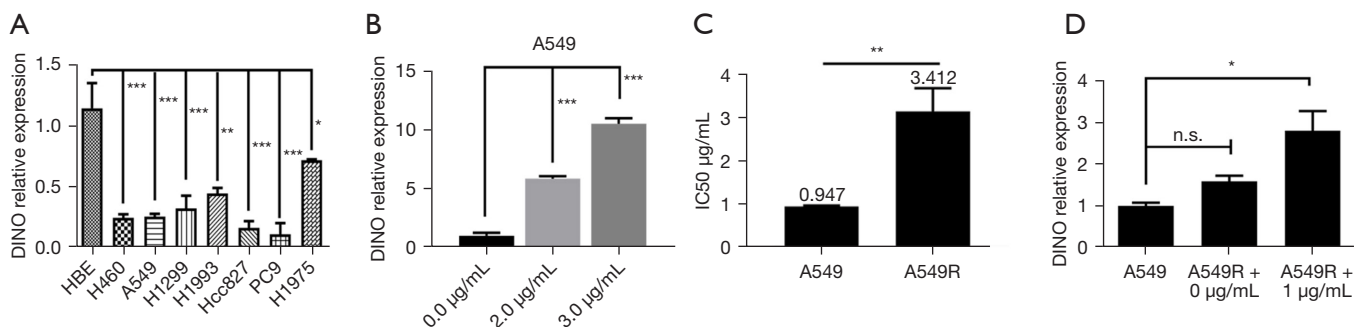 A
DINO relative expression
1.5
1.0
0.5
0.0
***
***
***
**
***
***
*
HBE
H460
A549
H1299
H1993
Hcc827
PC9
H1975
B
A549
DINO relative expression
15
10
5
0
***
***
0.0 µg/mL
2.0 µg/mL
3.0 µg/mL
C
IC50 µg/mL
4
3
2
1
0
**
0.947
3.412
A549
A549R
D
DINO relative expression
4
3
2
1
0
*
n.s.
A549
A549R +
0 µg/mL
A549R +
1 µg/mL